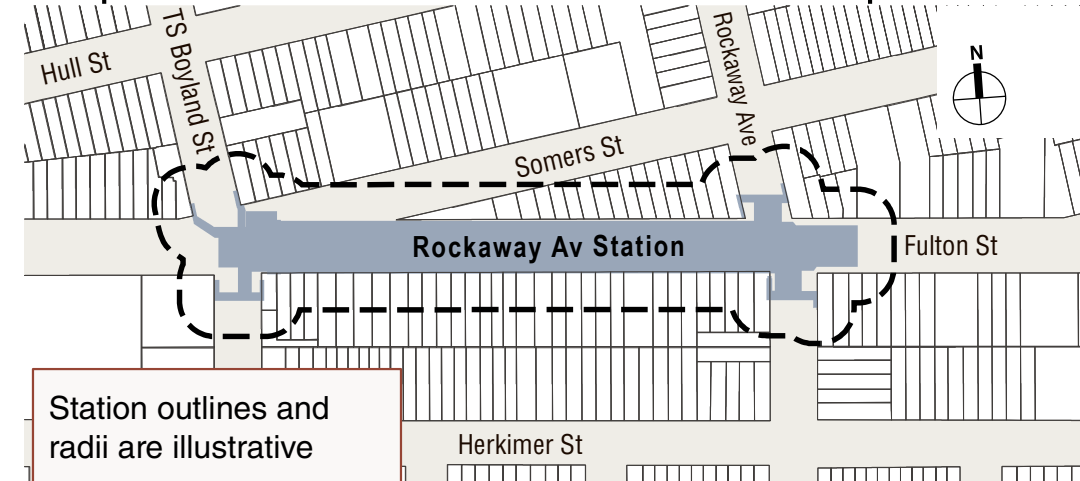 Hull St
TS Boyland St
Rockaway Ave
N
Somers St
Rockaway Av Station
Fulton St
Station outlines and
radii are illustrative
Herkimer St